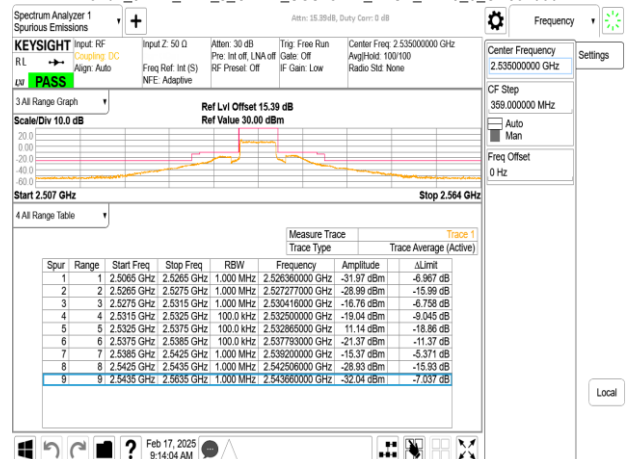 Spectrum Analyzer 1
Spurious Emissions
Attn: 15.39dB, Duty Corr: 0 dB
Frequency
KEYSIGHT Input: RF Input Z: 50 Ω Atten: 30 dB Trig: Free Run Center Freq: 2.535000000 GHz
RL Coupling: DC Pre: Int off, LNA off Gate: Off Avg|Hold: 100/100
Align: Auto Freq Ref: Int (S) RF Presel: Off IF Gain: Low Radio Std: None
LXI PASS NFE: Adaptive
Center Frequency
2.535000000 GHz
Settings
CF Step
359.000000 MHz
Auto
Man
Freq Offset
0 Hz
3 All Range Graph
Ref Lvl Offset 15.39 dB
Scale/Div 10.0 dB Ref Value 30.00 dBm
20.0
0.00
-20.0
-40.0
-60.0
Start 2.507 GHz Stop 2.564 GHz
4 All Range Table
Measure Trace Trace 1
Trace Type Trace Average (Active)
Spur Range Start Freq Stop Freq RBW Frequency Amplitude ΔLimit
1 1 2.5065 GHz 2.5265 GHz 1.000 MHz 2.526360000 GHz -31.97 dBm -6.967 dB
2 2 2.5265 GHz 2.5275 GHz 1.000 MHz 2.527277000 GHz -28.99 dBm -15.99 dB
3 3 2.5275 GHz 2.5315 GHz 1.000 MHz 2.530416000 GHz -16.76 dBm -6.758 dB
4 4 2.5315 GHz 2.5325 GHz 100.0 kHz 2.532500000 GHz -19.04 dBm -9.045 dB
5 5 2.5325 GHz 2.5375 GHz 100.0 kHz 2.532865000 GHz 11.14 dBm -18.86 dB
6 6 2.5375 GHz 2.5385 GHz 100.0 kHz 2.537793000 GHz -21.37 dBm -11.37 dB
7 7 2.5385 GHz 2.5425 GHz 1.000 MHz 2.539200000 GHz -15.37 dBm -5.371 dB
8 8 2.5425 GHz 2.5435 GHz 1.000 MHz 2.542506000 GHz -28.93 dBm -15.93 dB
9 9 2.5435 GHz 2.5635 GHz 1.000 MHz 2.543660000 GHz -32.04 dBm -7.037 dB
Local
Feb 17, 2025
9:14:04 AM